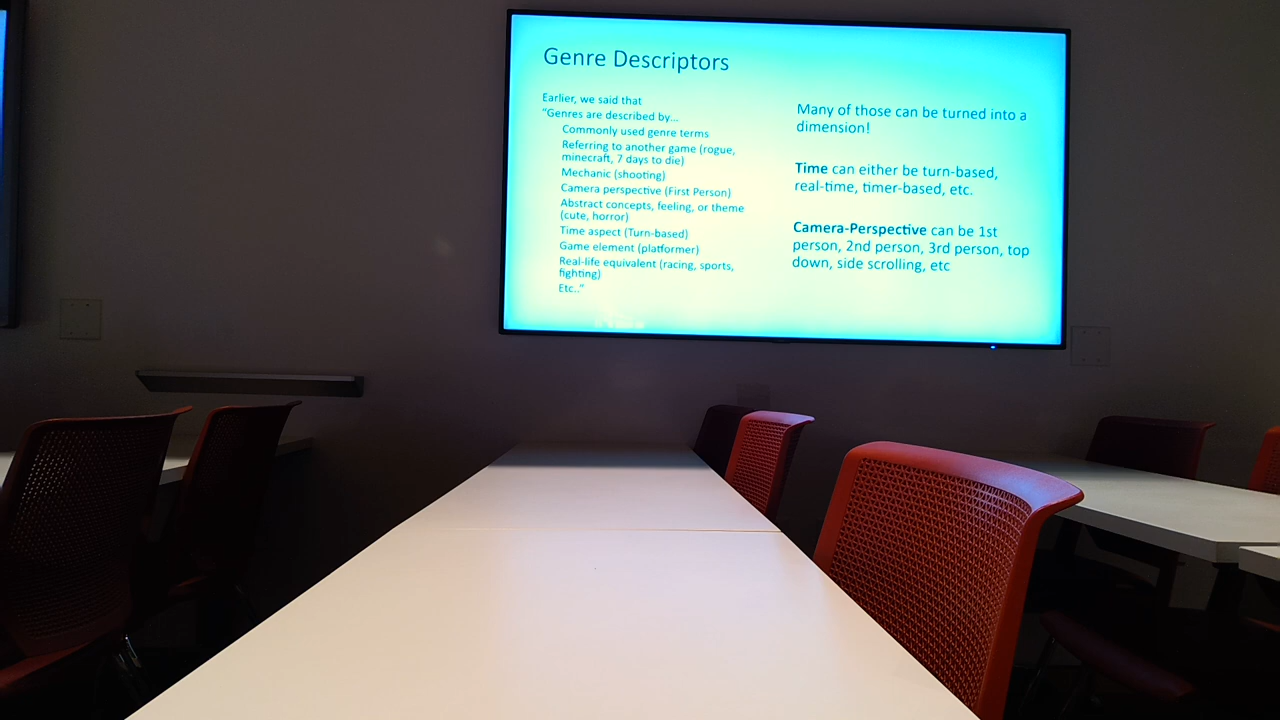 Genre Descriptors
Earlier, we said that
"Genres are described by...
Commonly used genre terms
Referring to another game (rogue,
minecraft, 7 days to die)
Mechanic (shooting)
Camera perspective (First Person)
Abstract concepts, feeling, or theme
(cute, horror)
Time aspect (Turn-based)
Game element (platformer)
Real-life equivalent (racing, sports,
fighting)
Etc.."
Many of those can be turned into a
dimension!
Time can either be turn-based,
real-time, timer-based, etc.
Camera-Perspective can be 1st
person, 2nd person, 3rd person, top
down, side scrolling, etc